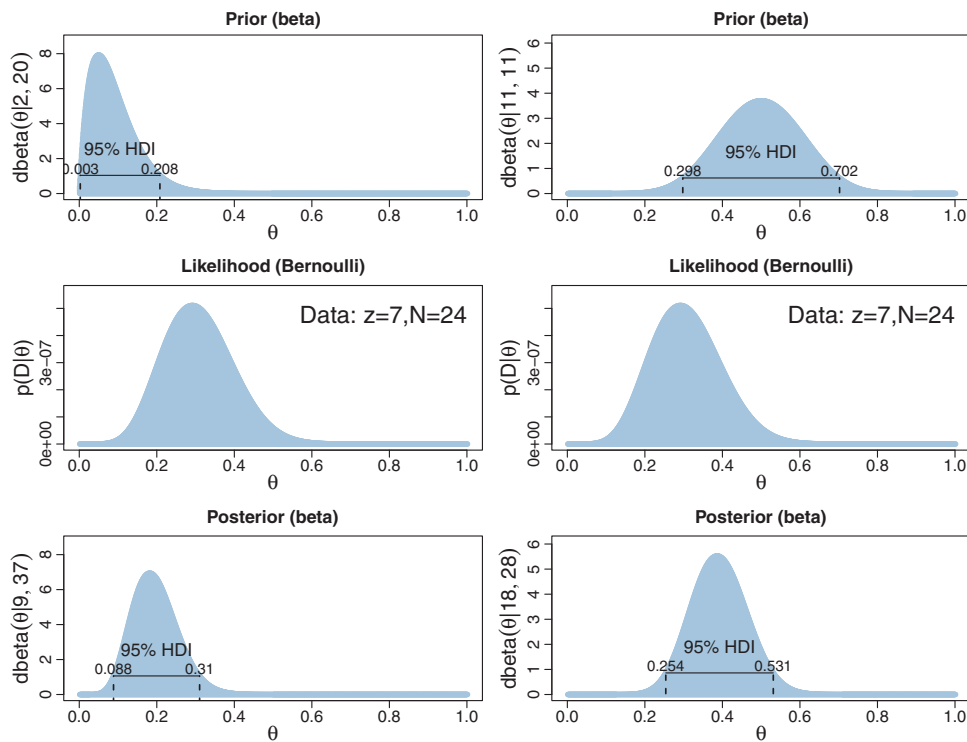 Prior (beta)
dbeta(θ|2, 20)
8
6
4
2
0
95% HDI
0.003
0.208
0.0 0.2 0.4 0.6 0.8 1.0
θ
Prior (beta)
dbeta(θ|11, 11)
6
5
4
3
2
1
0
95% HDI
0.298
0.702
0.0 0.2 0.4 0.6 0.8 1.0
θ
Likelihood (Bernoulli)
p(D|θ)
3e−07
0e+00
Data: z=7,N=24
0.0 0.2 0.4 0.6 0.8 1.0
θ
Likelihood (Bernoulli)
p(D|θ)
3e−07
0e+00
Data: z=7,N=24
0.0 0.2 0.4 0.6 0.8 1.0
θ
Posterior (beta)
dbeta(θ|9, 37)
8
6
4
2
0
95% HDI
0.088
0.31
0.0 0.2 0.4 0.6 0.8 1.0
θ
Posterior (beta)
dbeta(θ|18, 28)
6
5
4
3
2
1
0
95% HDI
0.254
0.531
0.0 0.2 0.4 0.6 0.8 1.0
θ